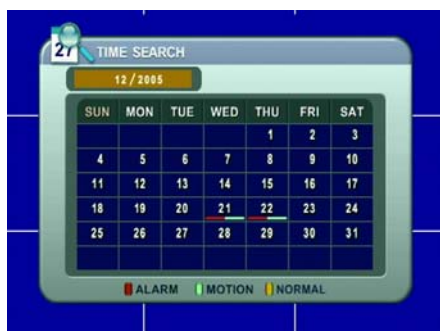 27 TIME SEARCH
12/2005
SUN MON TUE WED THU FRI SAT
1 2 3
4 5 6 7 8 9 10
11 12 13 14 15 16 17
18 19 20 21 22 23 24
25 26 27 28 29 30 31
ALARM MOTION NORMAL